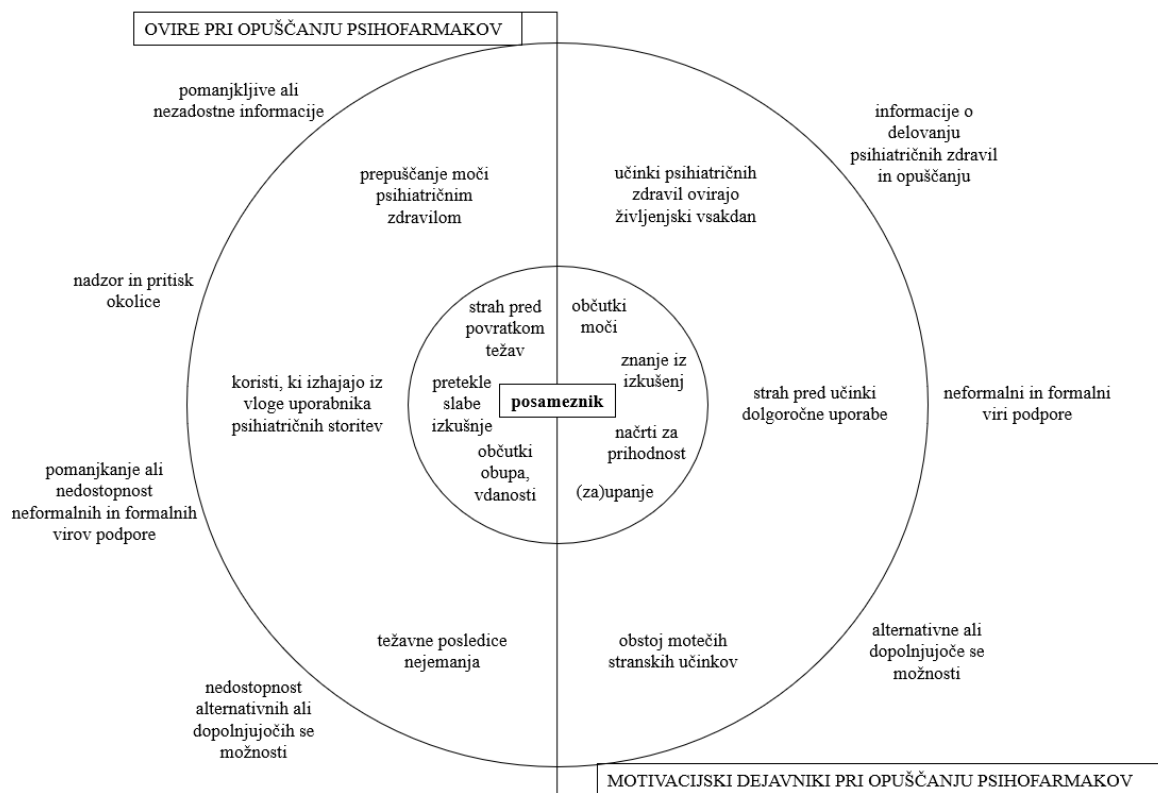 OVIRE PRI OPUŠČANJU PSIHOFARMAKOV
pomanjkljive ali
nezadostne informacije
prepuščanje moči
psihiatričnim
zdravilom
nadzor in pritisk
okolice
strah pred
povratkom
težav
koristi, ki izhajajo iz
vloge uporabnika
psihiatričnih storitev
pretekle
slabe
izkušnje
občutki
obupa,
vdanosti
pomanjkanje ali
nedostopnost
neformalnih in formalnih
virov podpore
težavne posledice
nejemanja
nedostopnost
alternativnih ali
dopolnjujočih se
možnosti
posameznik
informacije o
delovanju
psihiatričnih zdravil
in opuščanju
učinki psihiatričnih
zdravil ovirajo
življenjski vsakdan
občutki
moči
znanje iz
izkušenj
načrti za
prihodnost
(za)upanje
strah pred učinki
dolgoročne uporabe
neformalni in formalni
viri podpore
obstoj motečih
stranskih učinkov
alternativne ali
dopolnjujoče se
možnosti
MOTIVACIJSKI DEJAVNIKI PRI OPUŠČANJU PSIHOFARMAKOV